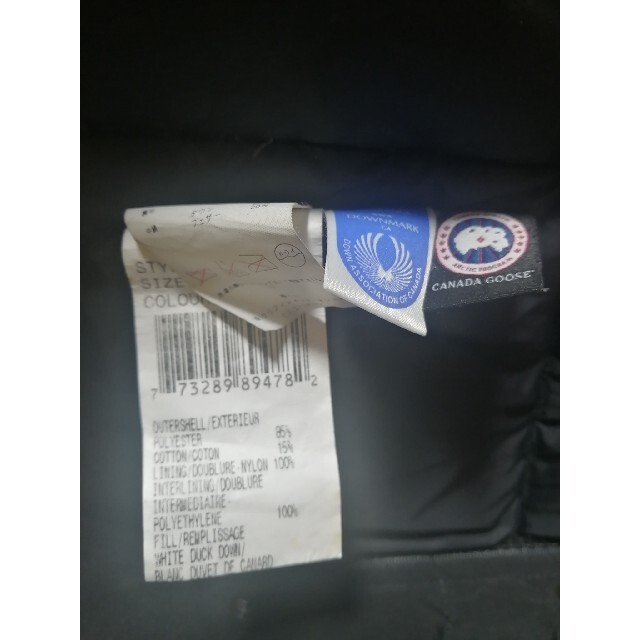 DOWNMARK
.CA
DOWN ASSOCIATION OF CANADA
ARCTIC PROGRAM
CANADA GOOSE
STY
SIZE
COLOU
7 73289 89478 2
OUTERSHELL/EXTERIEUR
POLYESTER 85%
COTTON/COTON 15%
LINING/DOUBLURE-NYLON 100%
INTERLINING/DOUBLURE
INTERMEDIAIRE-
POLYETHYLENE 100%
FILL/REMPLISSAGE
WHITE DUCK DOWN/
BLANC DUVET DE CANARD